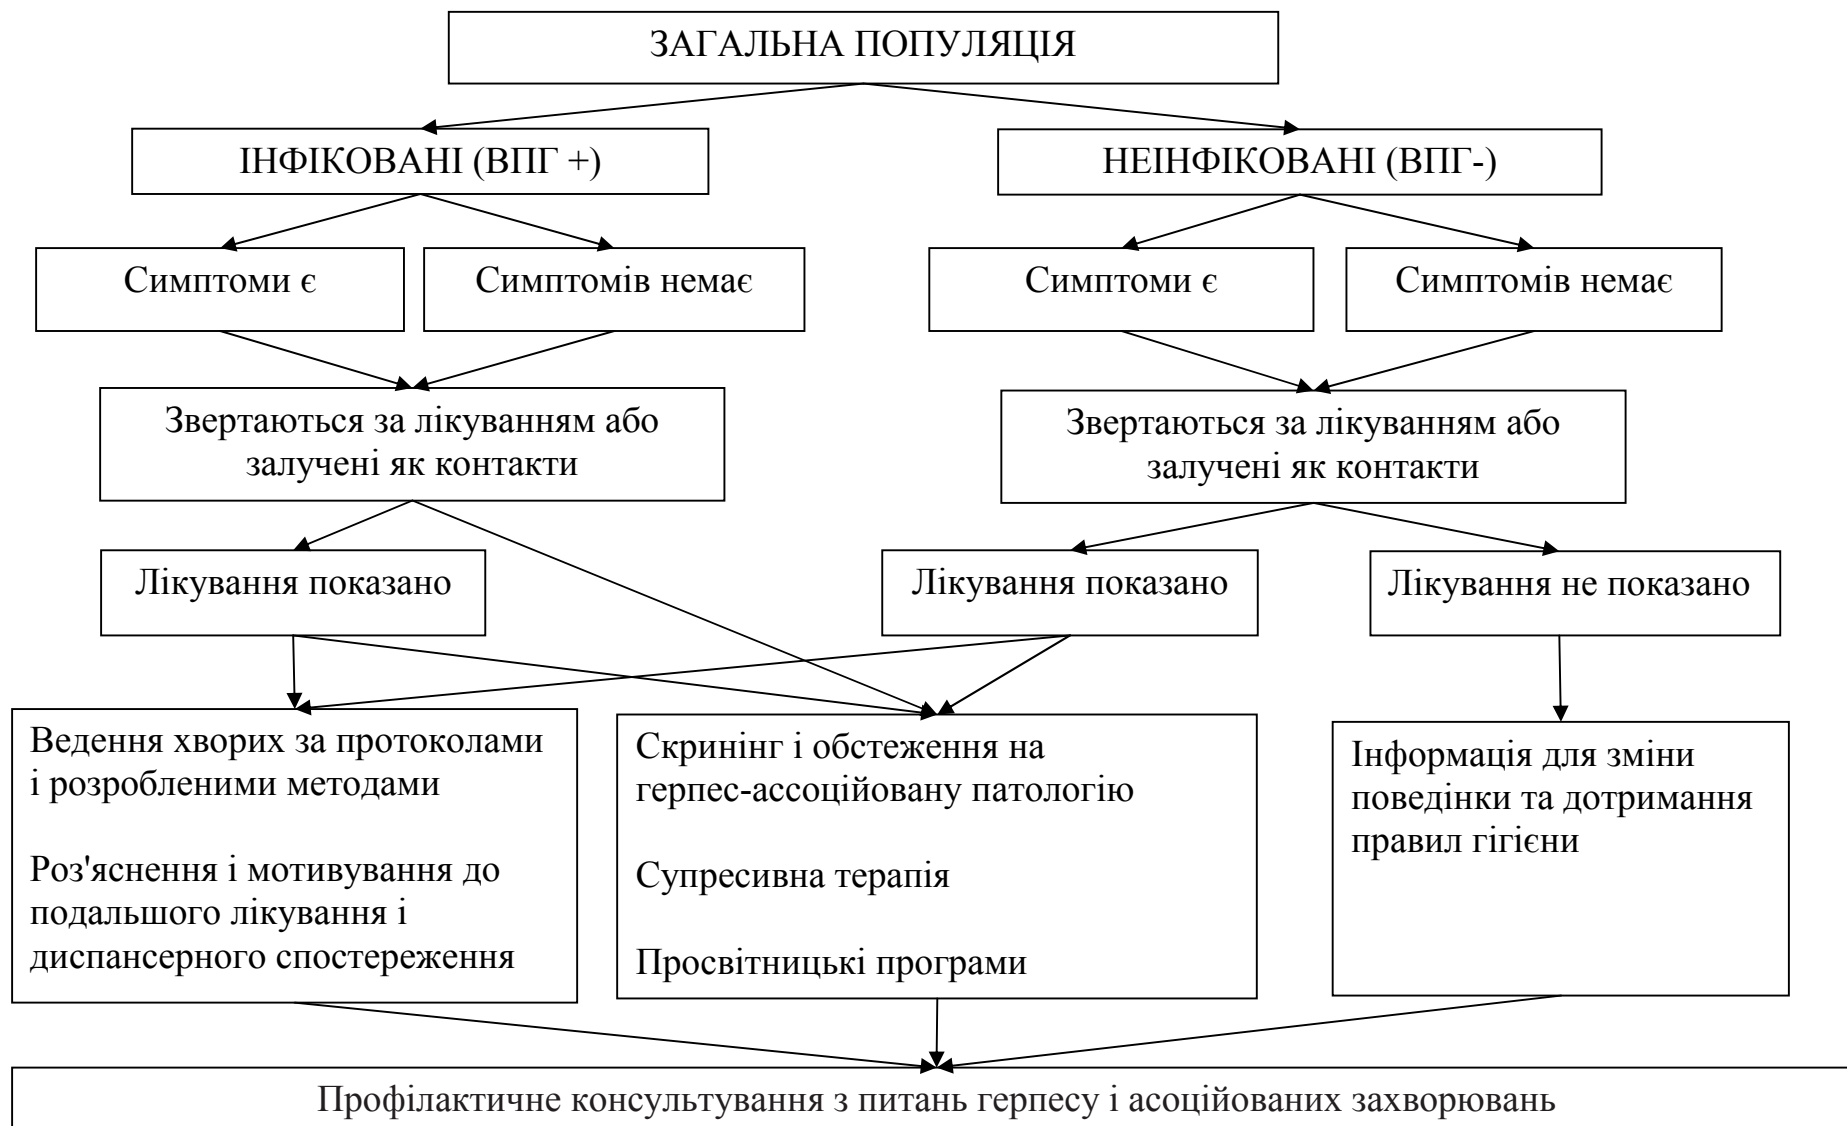 ЗАГАЛЬНА ПОПУЛЯЦІЯ
ІНФІКОВАНІ (ВПГ +)
НЕІНФІКОВАНІ (ВПГ-)
Симптоми є
Симптомів немає
Симптоми є
Симптомів немає
Звертаються за лікуванням або
залучені як контакти
Звертаються за лікуванням або
залучені як контакти
Лікування показано
Лікування показано
Лікування не показано
Ведення хворих за протоколами
і розробленими методами
Роз'яснення і мотивування до
подальшого лікування і
диспансерного спостереження
Скринінг і обстеження на
герпес-ассоційовану патологію
Супресивна терапія
Просвітницькі програми
Інформація для зміни
поведінки та дотримання
правил гігієни
Профілактичне консультування з питань герпесу і асоційованих захворювань